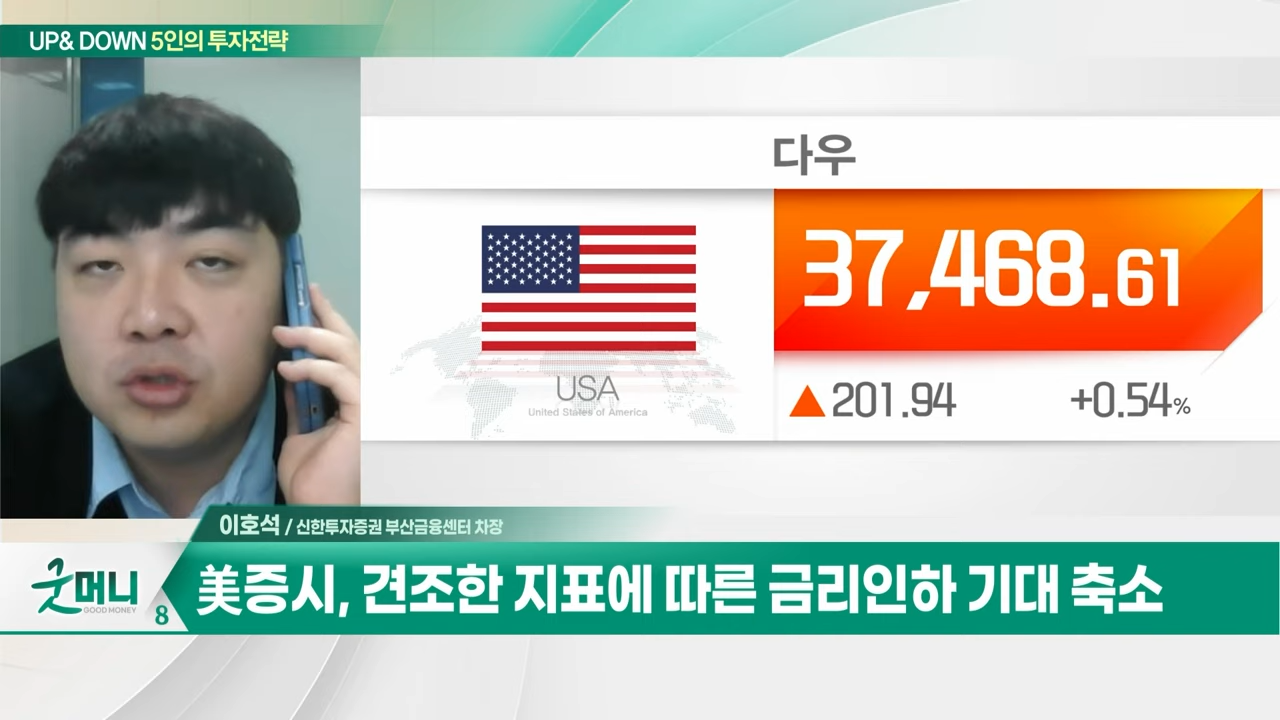 UP& DOWN 5인의 투자전략
다우
37,468.61
USA
United States of America
▲201.94 +0.54%
이호석 / 신한투자증권 부산금융센터 차장
굿머니
GOOD MONEY
8
美증시, 견조한 지표에 따른 금리인하 기대 축소